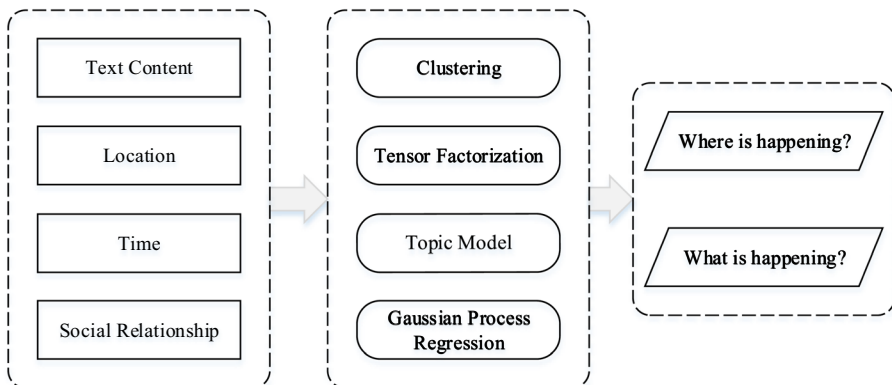 Text Content
Location
Time
Social Relationship
Clustering
Tensor Factorization
Topic Model
Gaussian Process
Regression
Where is happening?
What is happening?